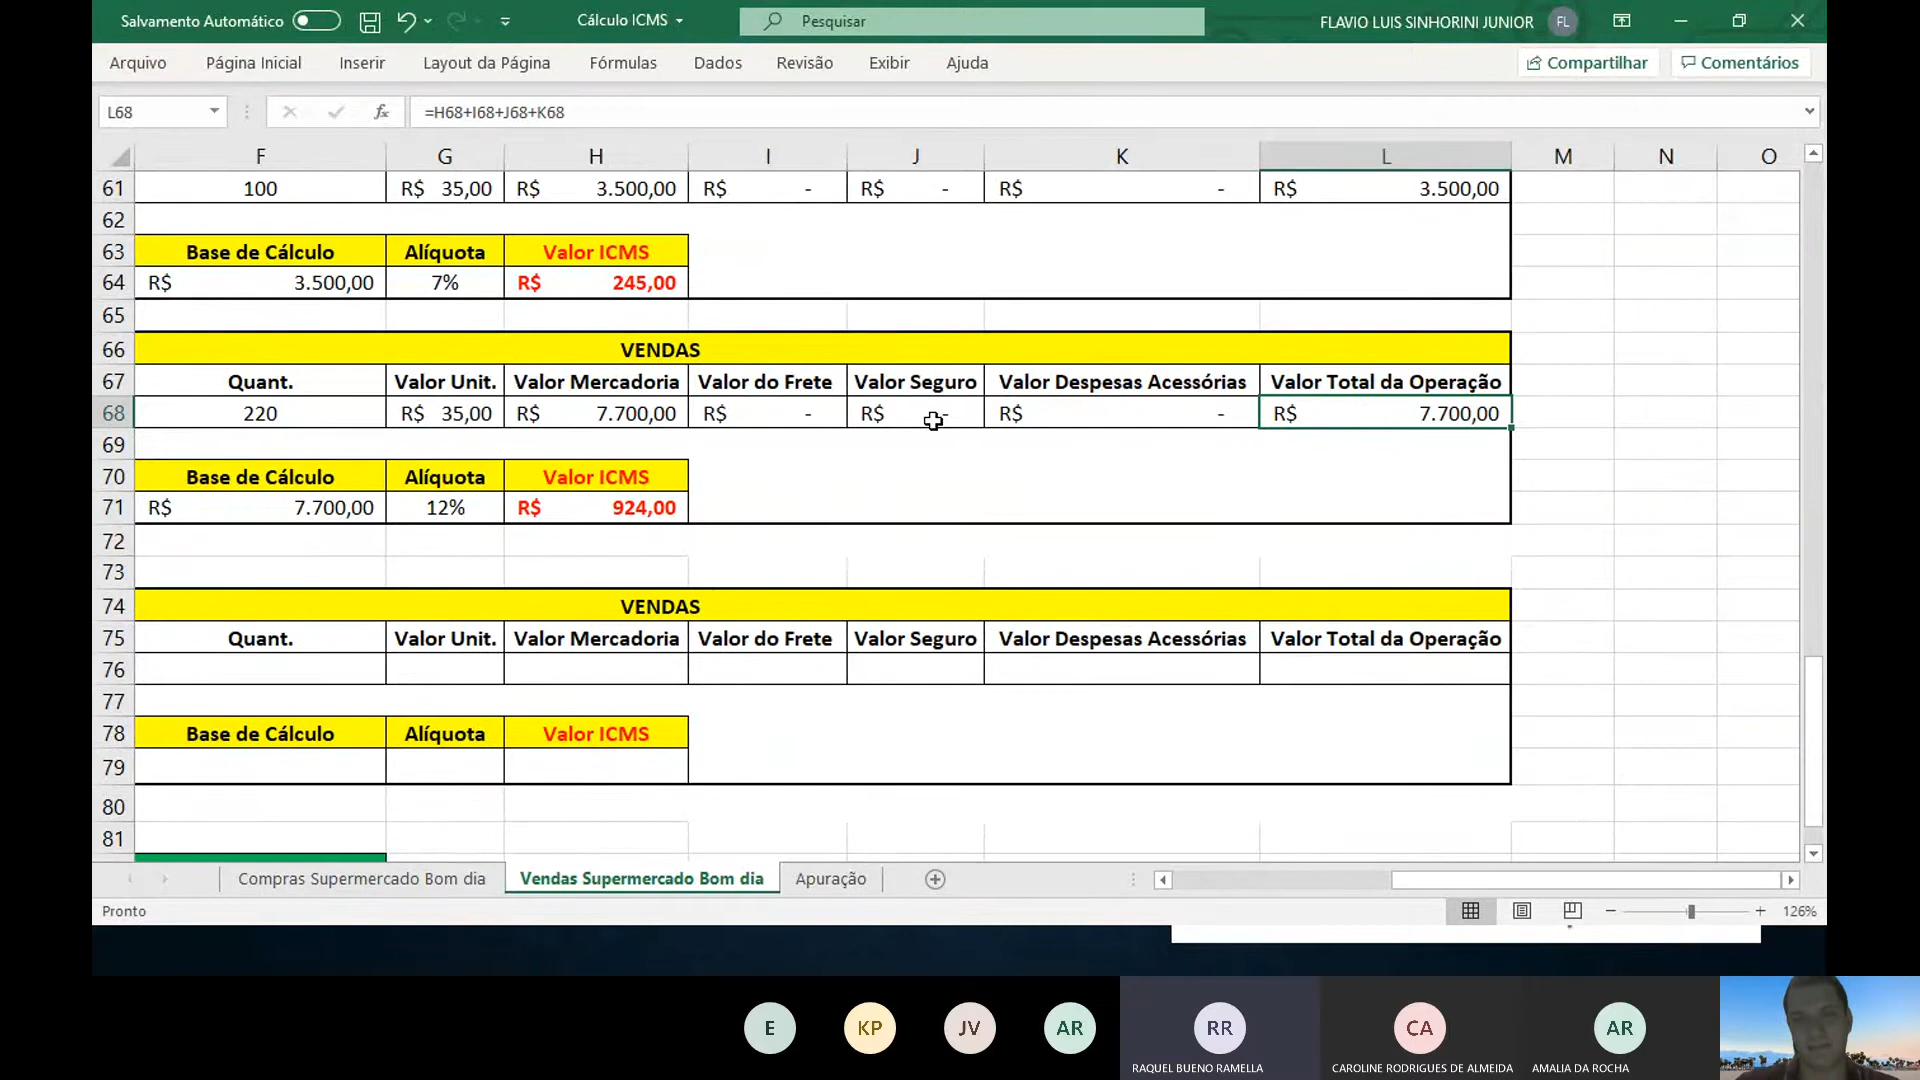 Salvamento Automático Cálculo ICMS Pesquisar FLAVIO LUIS SINHORINI JUNIOR FL
Arquivo Página Inicial Inserir Layout da Página Fórmulas Dados Revisão Exibir Ajuda Compartilhar Comentários
L68 fx =H68+I68+J68+K68
F G H I J K L M N O
61 100 R$ 35,00 R$ 3.500,00 R$ - R$ - R$ - R$ 3.500,00
62
63 Base de Cálculo Alíquota Valor ICMS
64 R$ 3.500,00 7% R$ 245,00
65
66 VENDAS
67 Quant. Valor Unit. Valor Mercadoria Valor do Frete Valor Seguro Valor Despesas Acessórias Valor Total da Operação
68 220 R$ 35,00 R$ 7.700,00 R$ - R$ - R$ - R$ 7.700,00
69
70 Base de Cálculo Alíquota Valor ICMS
71 R$ 7.700,00 12% R$ 924,00
72
73
74 VENDAS
75 Quant. Valor Unit. Valor Mercadoria Valor do Frete Valor Seguro Valor Despesas Acessórias Valor Total da Operação
76
77
78 Base de Cálculo Alíquota Valor ICMS
79
80
81
Compras Supermercado Bom dia Vendas Supermercado Bom dia Apuração
Pronto 126%
E KP JV AR RR CA AR
RAQUEL BUENO RAMELLA CAROLINE RODRIGUES DE ALMEIDA AMALIA DA ROCHA